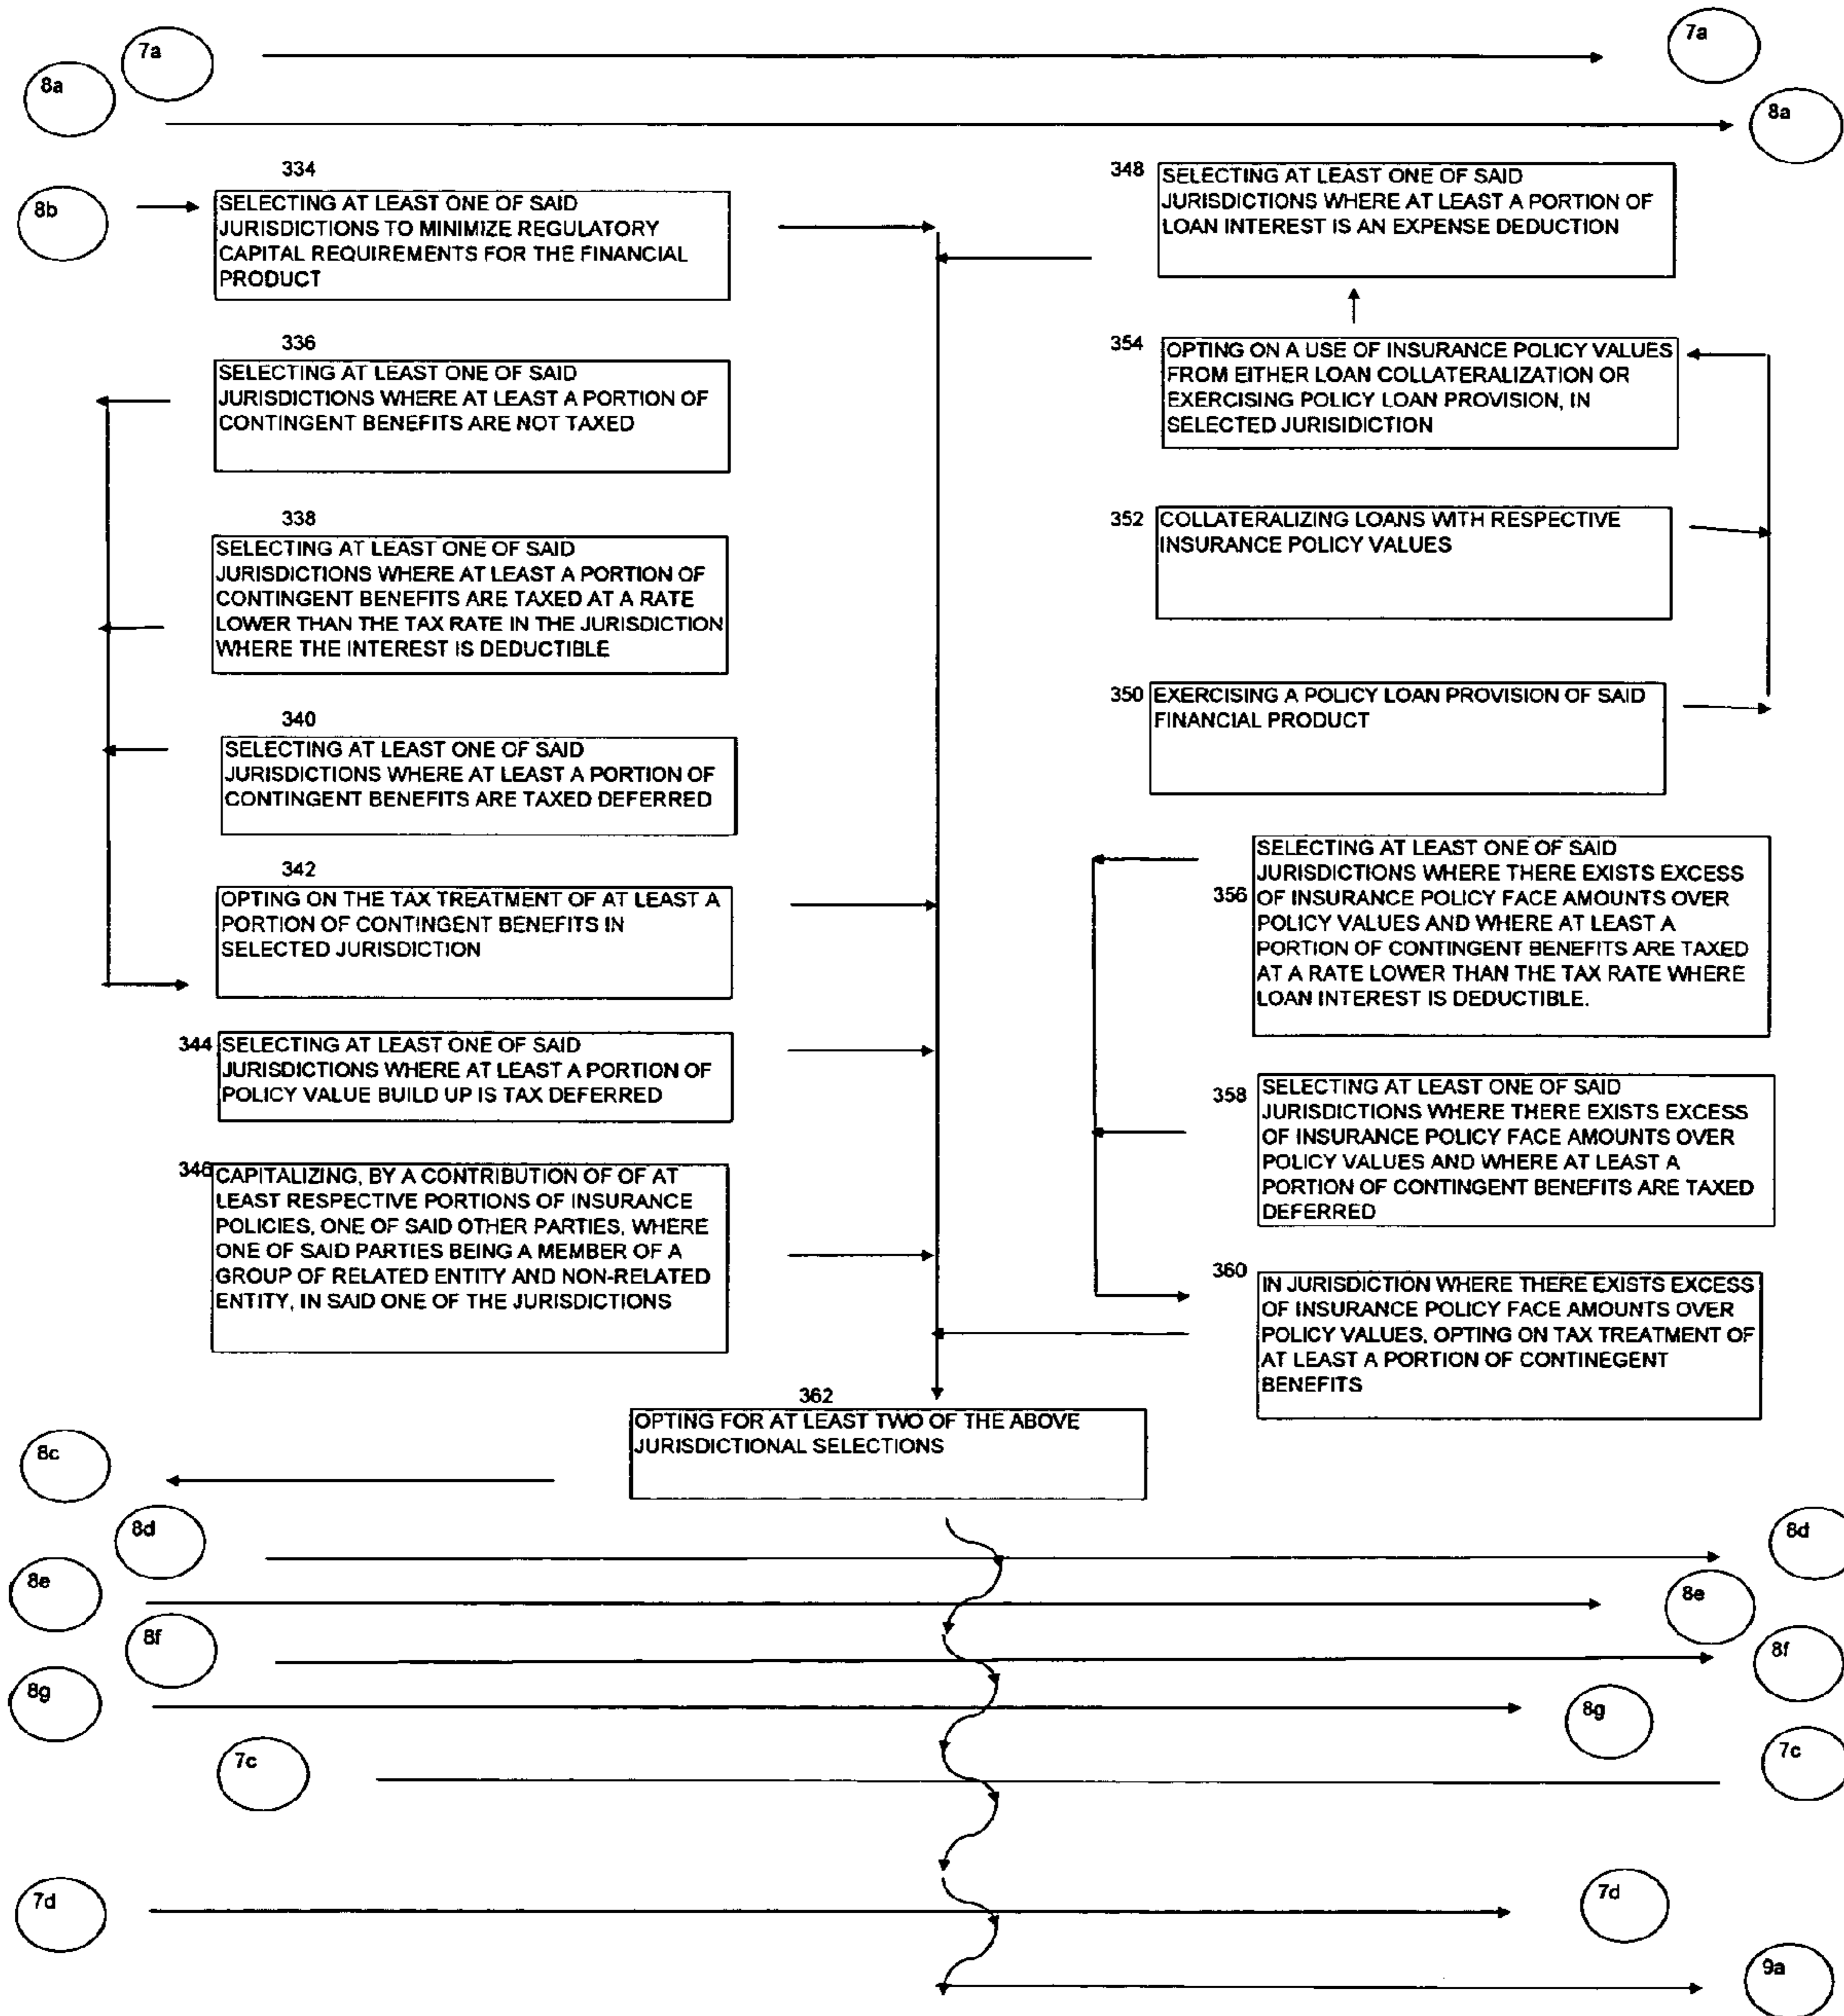 7a
7a
8a
8a
8b
334
SELECTING AT LEAST ONE OF SAID
JURISDICTIONS TO MINIMIZE REGULATORY
CAPITAL REQUIREMENTS FOR THE FINANCIAL
PRODUCT
336
SELECTING AT LEAST ONE OF SAID
JURISDICTIONS WHERE AT LEAST A PORTION OF
CONTINGENT BENEFITS ARE NOT TAXED
338
SELECTING AT LEAST ONE OF SAID
JURISDICTIONS WHERE AT LEAST A PORTION OF
CONTINGENT BENEFITS ARE TAXED AT A RATE
LOWER THAN THE TAX RATE IN THE JURISDICTION
WHERE THE INTEREST IS DEDUCTIBLE
340
SELECTING AT LEAST ONE OF SAID
JURISDICTIONS WHERE AT LEAST A PORTION OF
CONTINGENT BENEFITS ARE TAXED DEFERRED
342
OPTING ON THE TAX TREATMENT OF AT LEAST A
PORTION OF CONTINGENT BENEFITS IN
SELECTED JURISDICTION
344
SELECTING AT LEAST ONE OF SAID
JURISDICTIONS WHERE AT LEAST A PORTION OF
POLICY VALUE BUILD UP IS TAX DEFERRED
346
CAPITALIZING, BY A CONTRIBUTION OF OF AT
LEAST RESPECTIVE PORTIONS OF INSURANCE
POLICIES, ONE OF SAID OTHER PARTIES, WHERE
ONE OF SAID PARTIES BEING A MEMBER OF A
GROUP OF RELATED ENTITY AND NON-RELATED
ENTITY, IN SAID ONE OF THE JURISDICTIONS
348
SELECTING AT LEAST ONE OF SAID
JURISDICTIONS WHERE AT LEAST A PORTION OF
LOAN INTEREST IS AN EXPENSE DEDUCTION
354
OPTING ON A USE OF INSURANCE POLICY VALUES
FROM EITHER LOAN COLLATERALIZATION OR
EXERCISING POLICY LOAN PROVISION, IN
SELECTED JURISIDICTION
352
COLLATERALIZING LOANS WITH RESPECTIVE
INSURANCE POLICY VALUES
350
EXERCISING A POLICY LOAN PROVISION OF SAID
FINANCIAL PRODUCT
356
SELECTING AT LEAST ONE OF SAID
JURISDICTIONS WHERE THERE EXISTS EXCESS
OF INSURANCE POLICY FACE AMOUNTS OVER
POLICY VALUES AND WHERE AT LEAST A
PORTION OF CONTINGENT BENEFITS ARE TAXED
AT A RATE LOWER THAN THE TAX RATE WHERE
LOAN INTEREST IS DEDUCTIBLE.
358
SELECTING AT LEAST ONE OF SAID
JURISDICTIONS WHERE THERE EXISTS EXCESS
OF INSURANCE POLICY FACE AMOUNTS OVER
POLICY VALUES AND WHERE AT LEAST A
PORTION OF CONTINGENT BENEFITS ARE TAXED
DEFERRED
360
IN JURISDICTION WHERE THERE EXISTS EXCESS
OF INSURANCE POLICY FACE AMOUNTS OVER
POLICY VALUES, OPTING ON TAX TREATMENT OF
AT LEAST A PORTION OF CONTINEGENT
BENEFITS
362
OPTING FOR AT LEAST TWO OF THE ABOVE
JURISDICTIONAL SELECTIONS
8c
8d
8d
8e
8e
8f
8f
8g
8g
7c
7c
7d
7d
9a